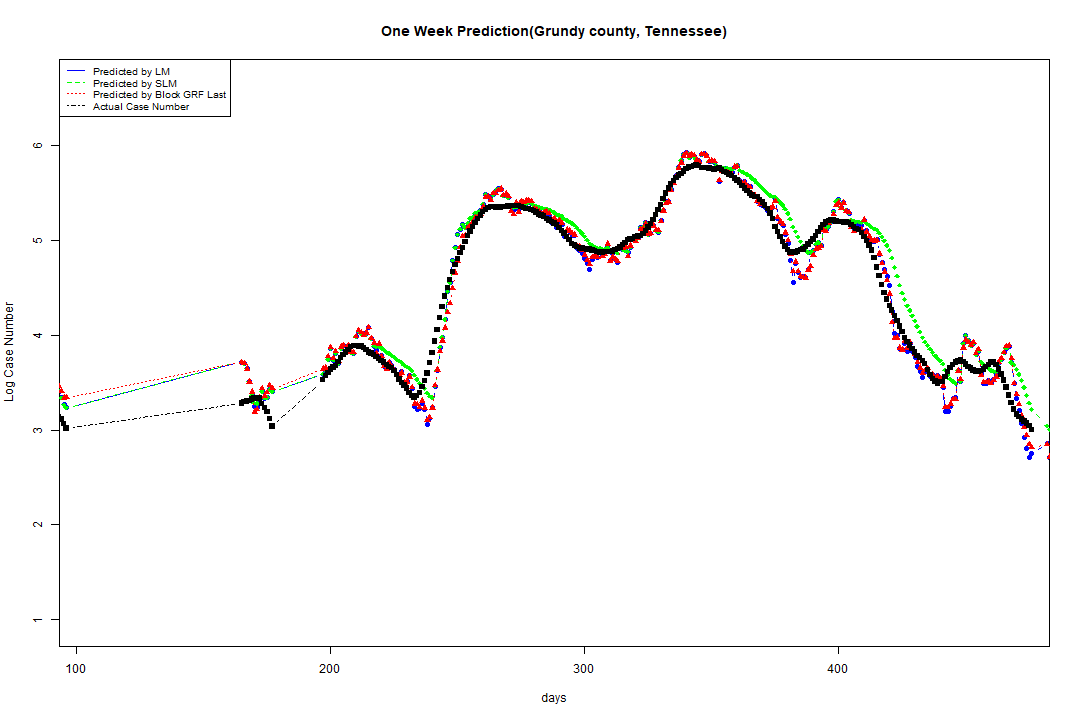 One Week Prediction(Grundy county, Tennessee)
Predicted by LM
Predicted by SLM
Predicted by Block GRF Last
Actual Case Number
6
5
4
3
2
1
Log Case Number
100 200 300 400
days